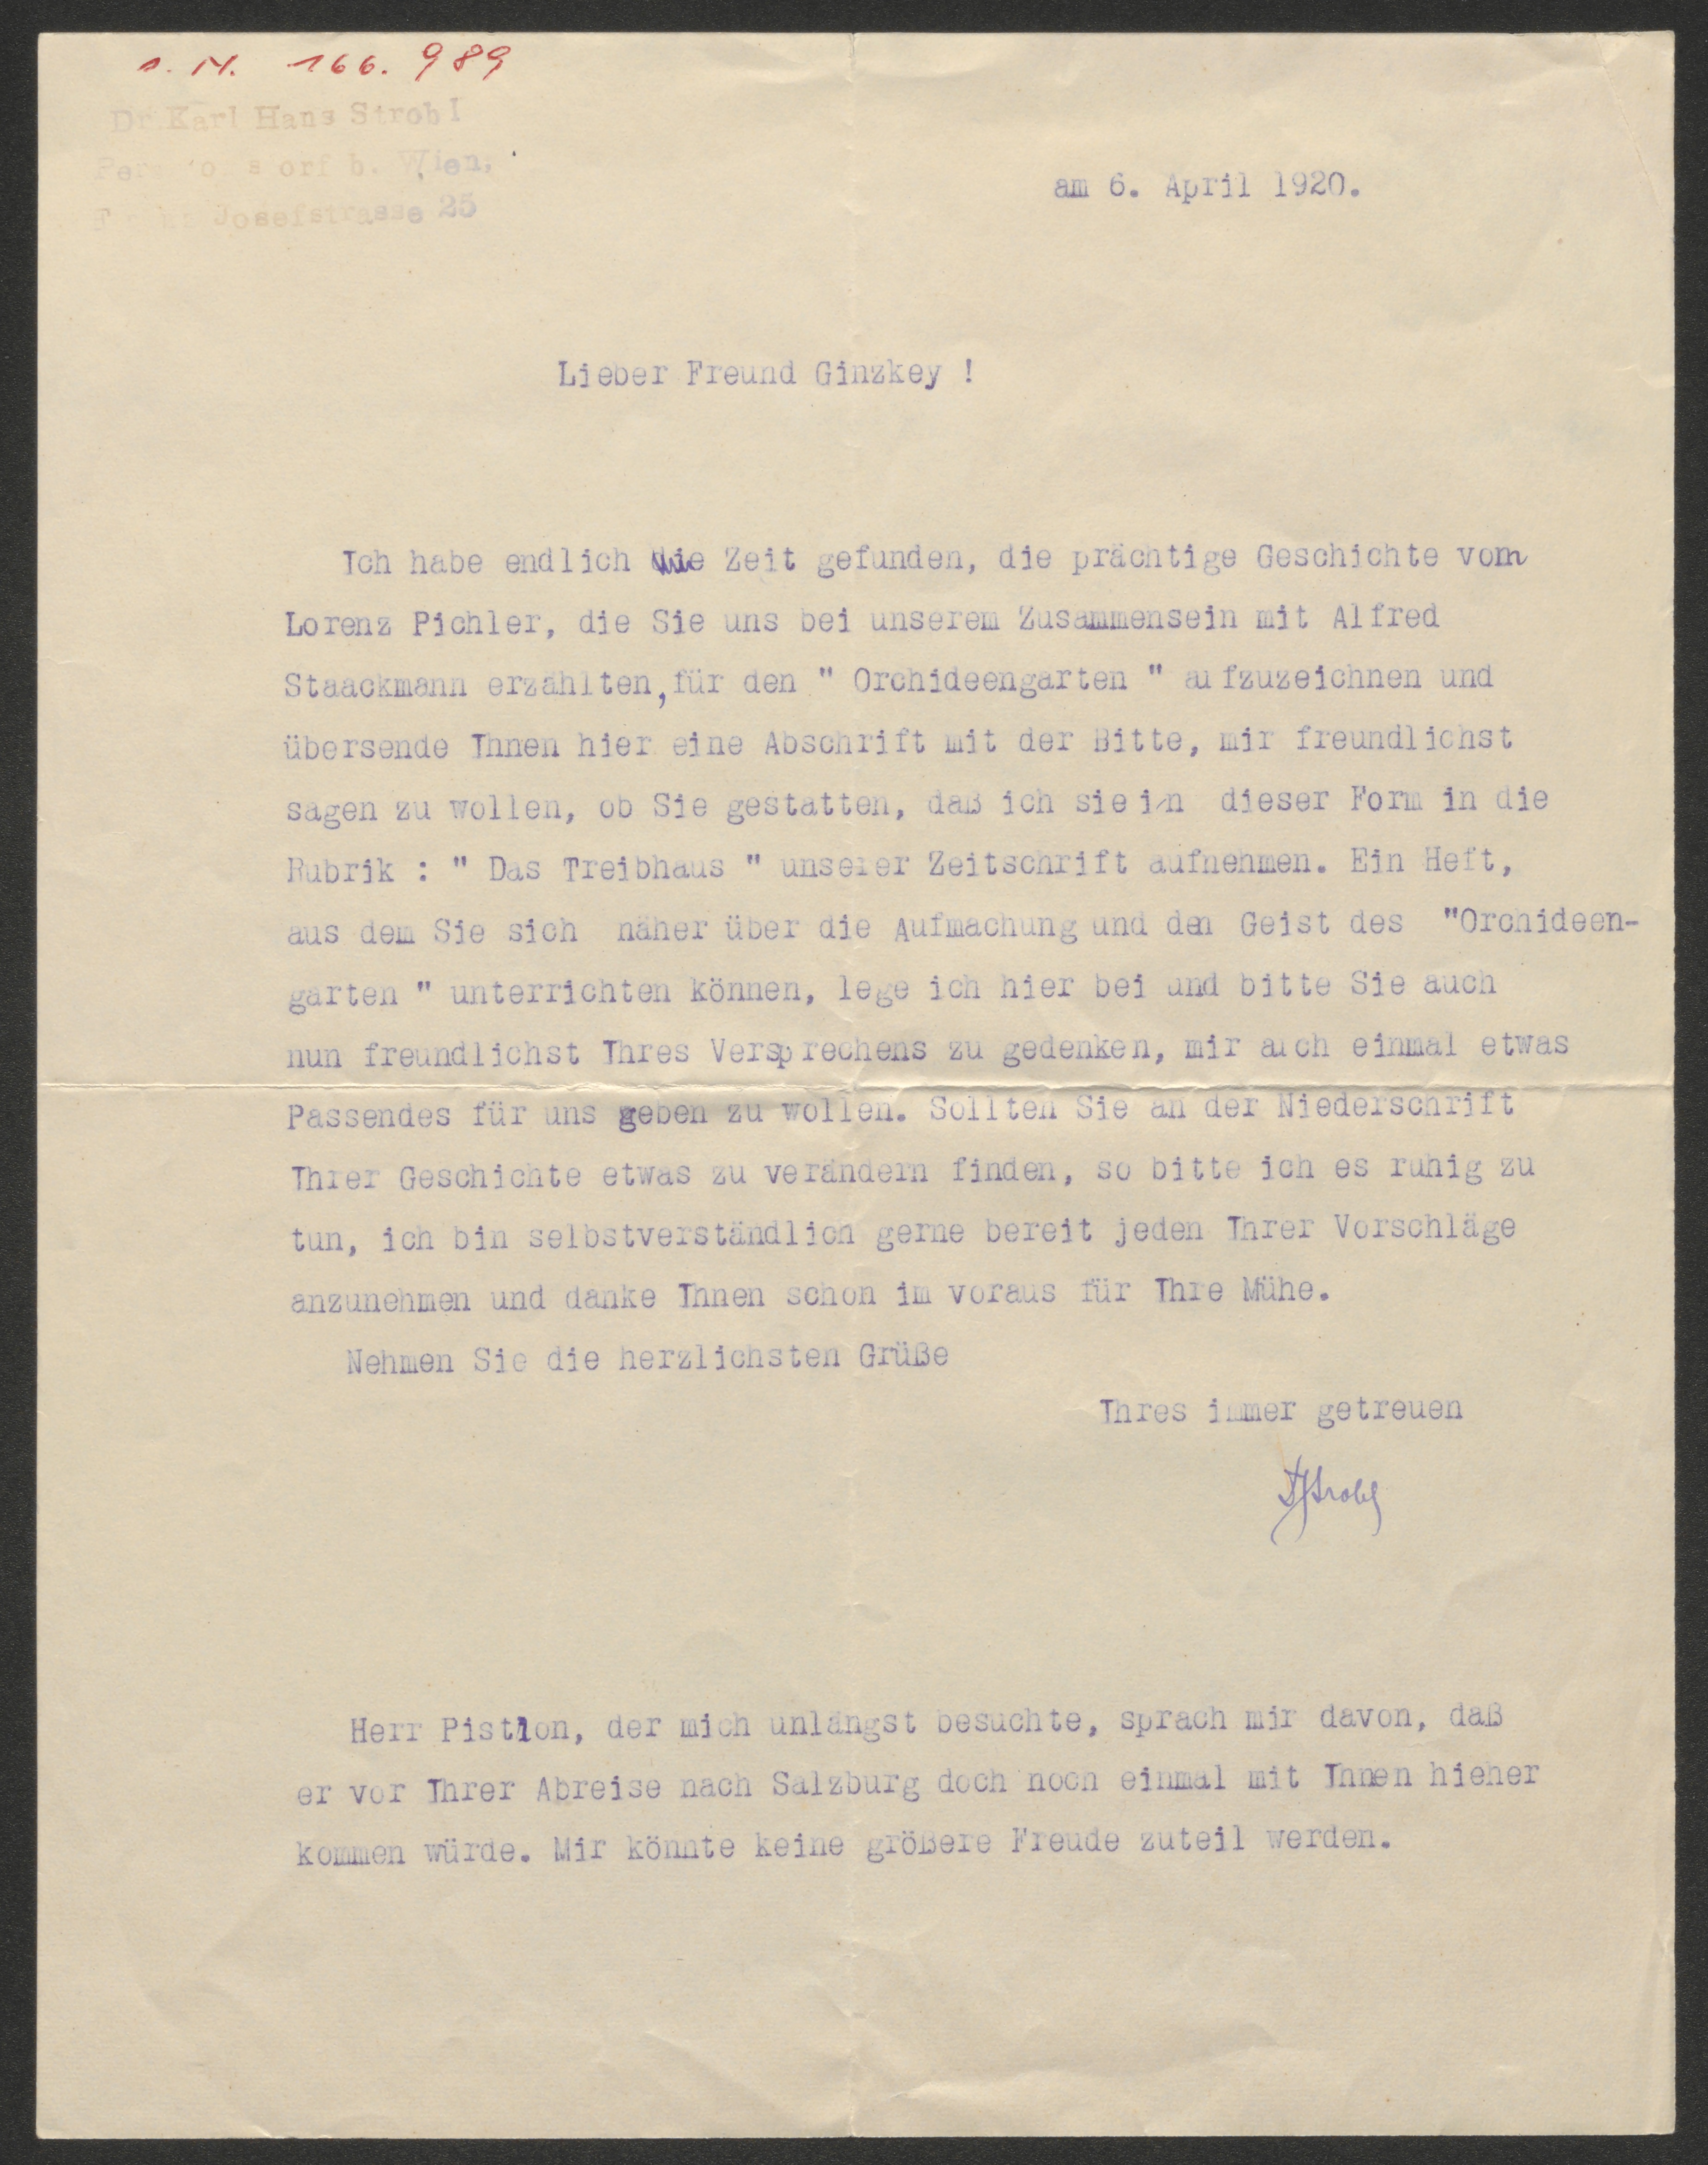 s. N. 166.989
Dr. Karl Hans Strobl
b. Wien,
Josefstrasse 25
am 6. April 1920.
Lieber Freund Ginzkey !
Ich habe endlich die Zeit gefunden, die prächtige Geschichte vom
Lorenz Pichler, die Sie uns bei unserem Zusammensein mit Alfred
Staackmann erzählten, für den " Orchideengarten " aufzuzeichnen und
übersende Ihnen hier eine Abschrift mit der Bitte, mir freundlichst
sagen zu wollen, ob Sie gestatten, daß ich sie in dieser Form in die
Rubrik : " Das Treibhaus " unserer Zeitschrift aufnehmen. Ein Heft,
aus dem Sie sich näher über die Aufmachung und den Geist des "Orchideen-
garten " unterrichten können, lege ich hier bei und bitte Sie auch
nun freundlichst Ihres Versprechens zu gedenken, mir auch einmal etwas
Passendes für uns geben zu wollen. Sollten Sie an der Niederschrift
Ihrer Geschichte etwas zu verändern finden, so bitte ich es ruhig zu
tun, ich bin selbstverständlich gerne bereit jeden Ihrer Vorschläge
anzunehmen und danke Ihnen schon im voraus für Ihre Mühe.
Nehmen Sie die herzlichsten Grüße
Ihres immer getreuen
Strobl
Herr , der mich unlängst besuchte, sprach mir davon, daß
er vor Ihrer Abreise nach Salzburg doch noch einmal mit Ihnen hieher
kommen würde. Mir könnte keine größere Freude zuteil werden.